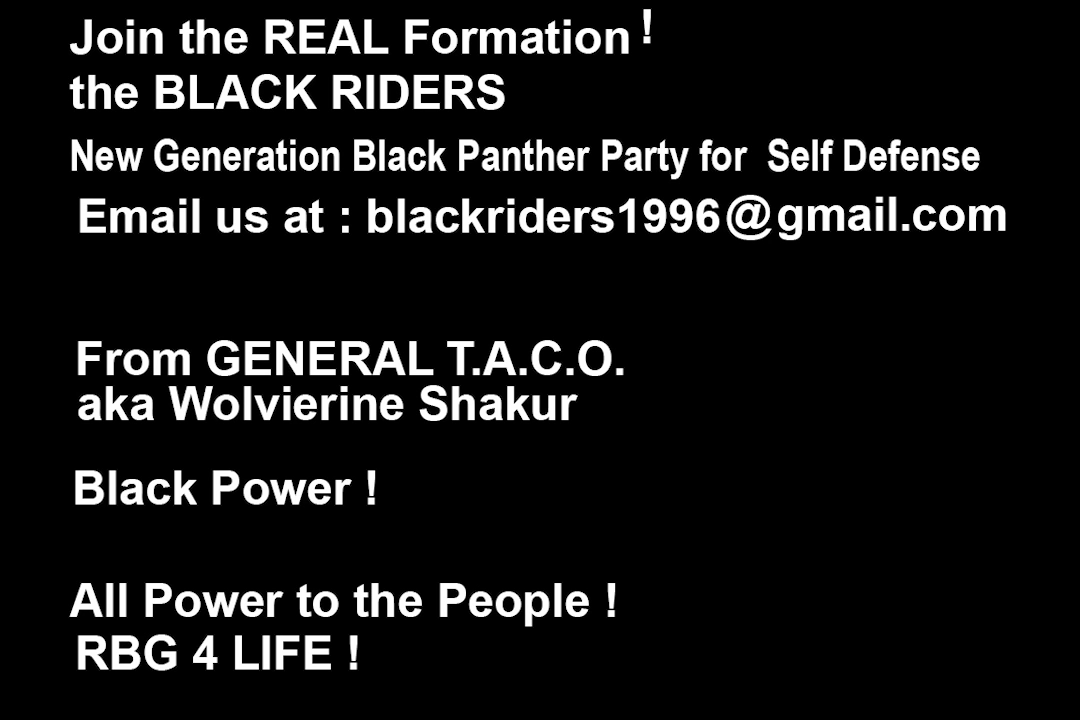 Join the REAL Formation !
the BLACK RIDERS
New Generation Black Panther Party for Self Defense
Email us at : blackriders1996@gmail.com
From GENERAL T.A.C.O.
aka Wolvierine Shakur
Black Power !
All Power to the People !
RBG 4 LIFE !